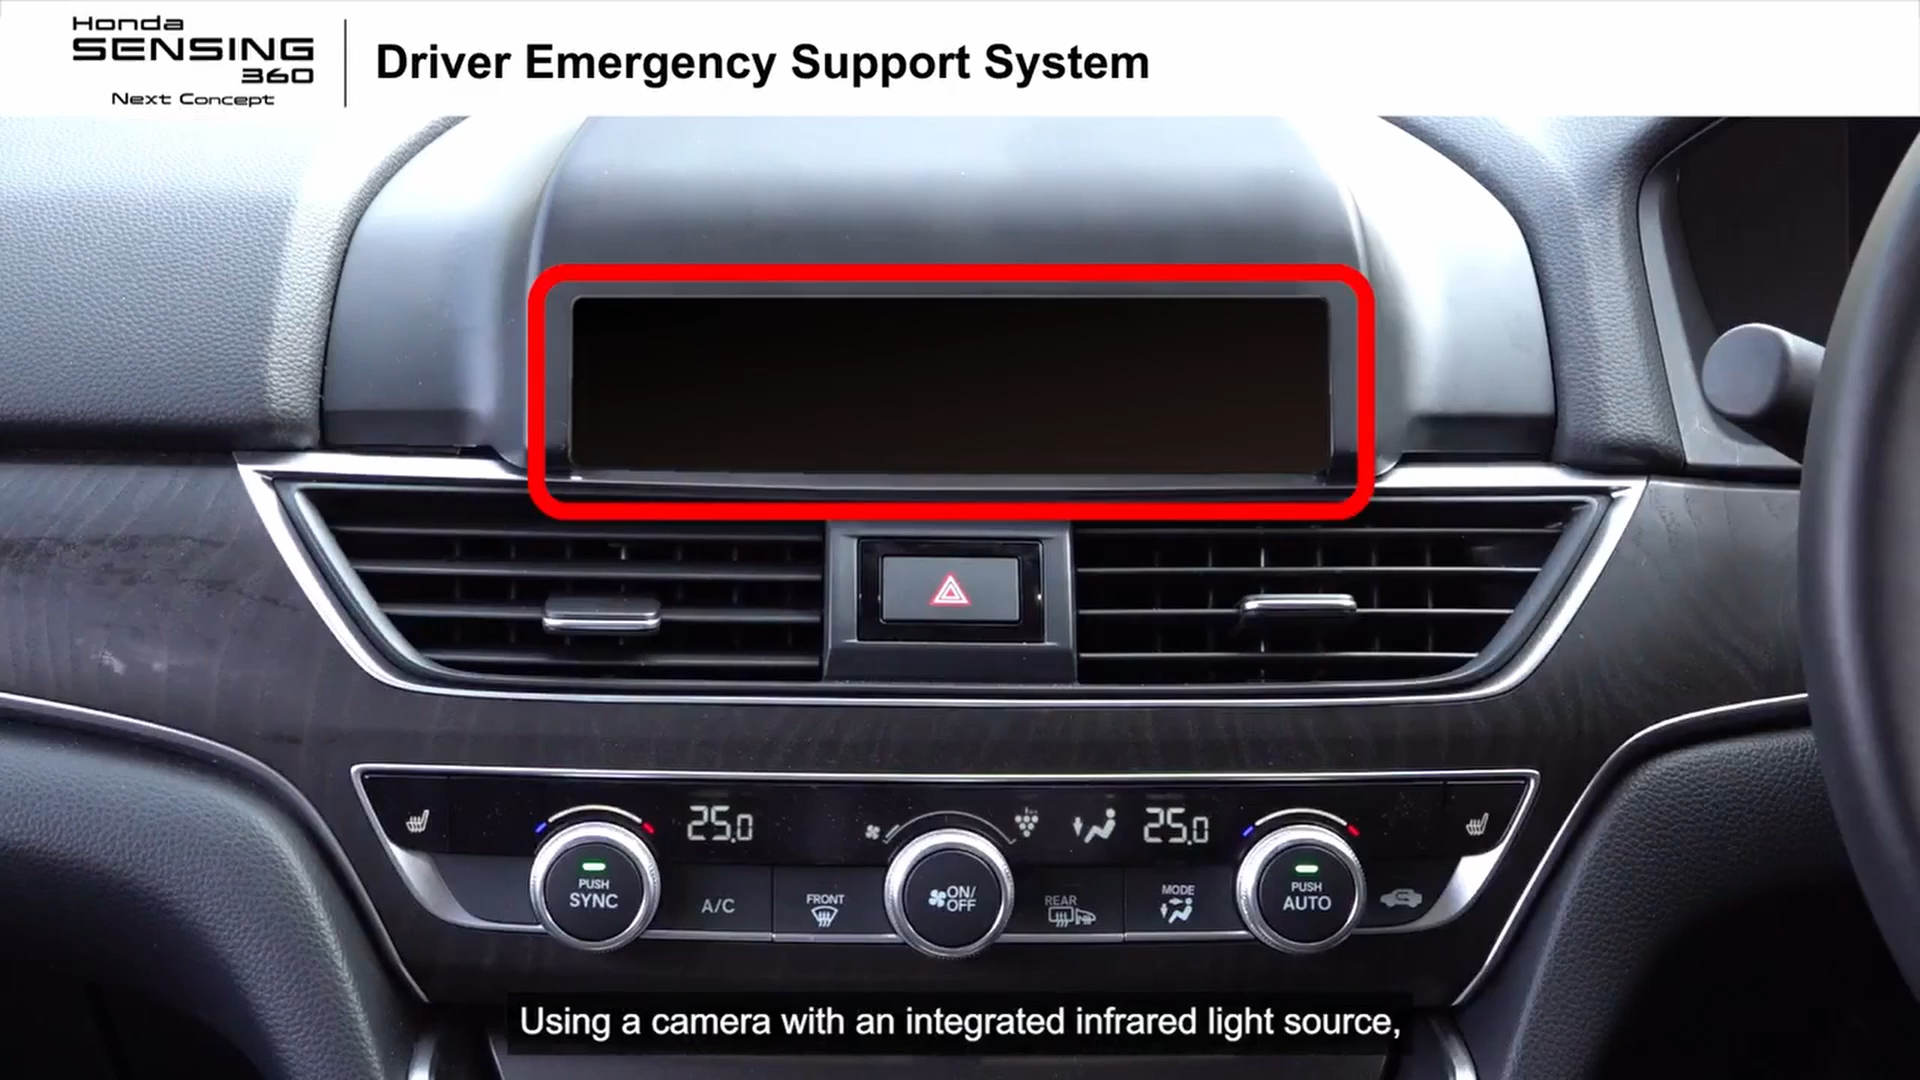 Honda
SENSING
360
Next Concept
Driver Emergency Support System
25.0
25.0
PUSH
SYNC
A/C
FRONT
ON/
OFF
REAR
MODE
PUSH
AUTO
Using a camera with an integrated infrared light source,